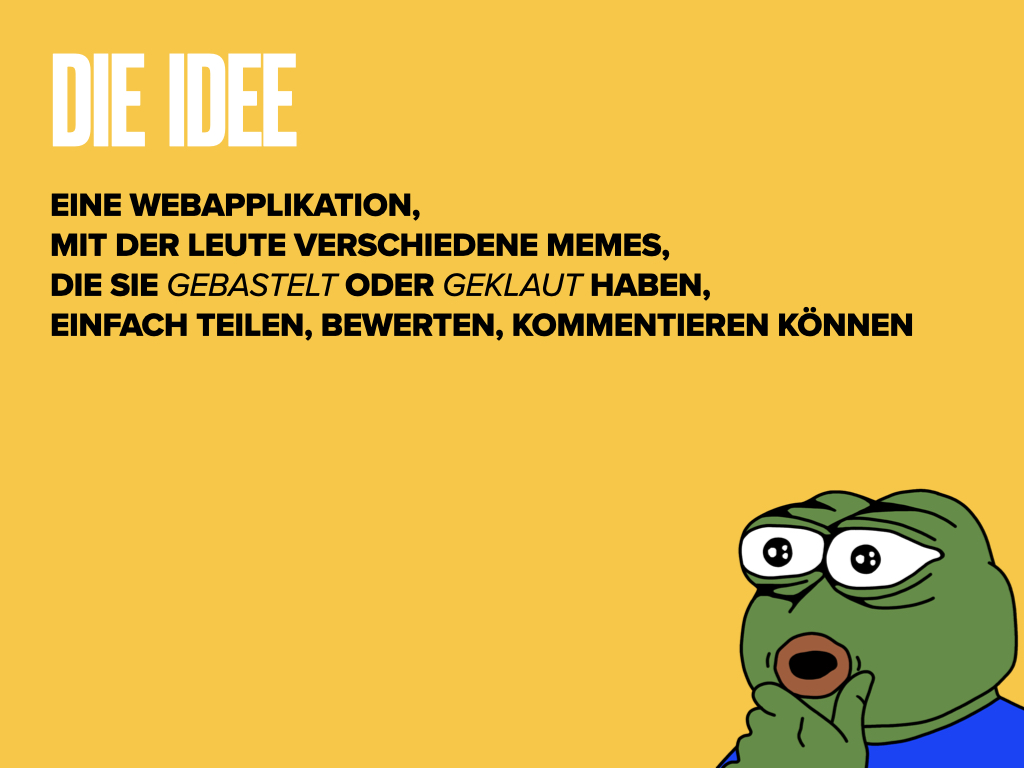 DIE IDEE
EINE WEBAPPLIKATION,
MIT DER LEUTE VERSCHIEDENE MEMES,
DIE SIE GEBASTELT ODER GEKLAUT HABEN,
EINFACH TEILEN, BEWERTEN, KOMMENTIEREN KÖNNEN